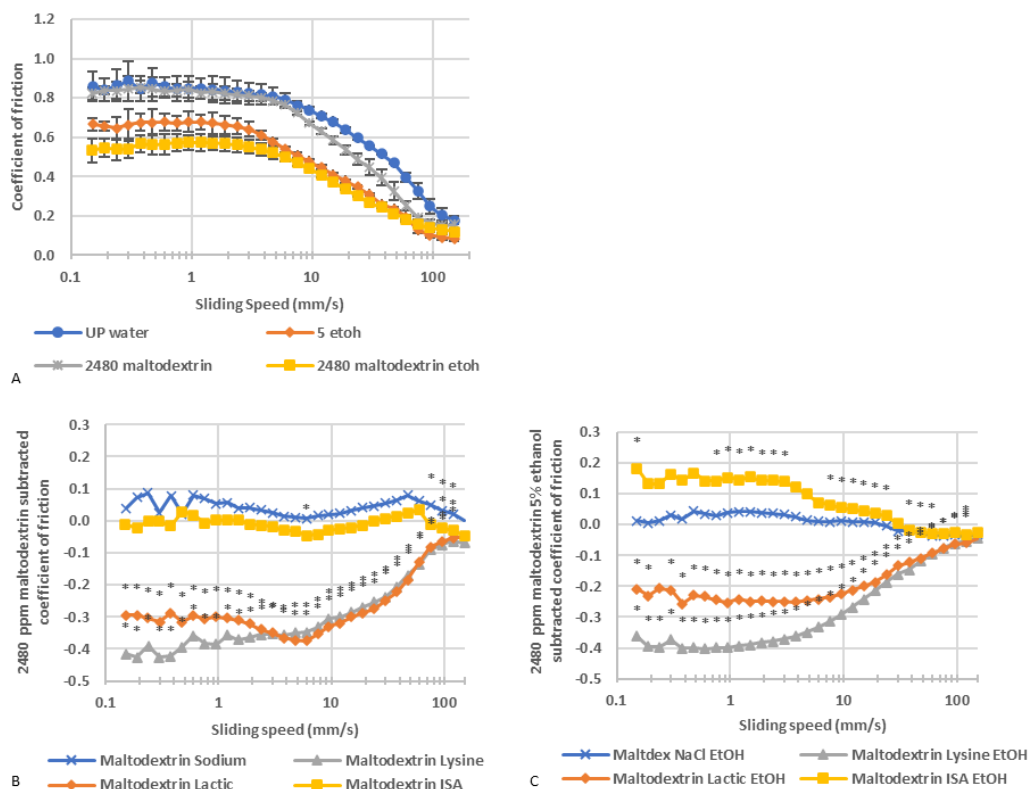 1.2
1.0
0.8
0.6
0.4
0.2
0.0
0.1 1 10 100
Coefficient of friction
Sliding Speed (mm/s)
UP water 5 etoh
2480 maltodextrin 2480 maltodextrin etoh
A
0.3
0.2
0.1
0.0
-0.1
-0.2
-0.3
-0.4
-0.5
0.1 1 10 100
2480 ppm maltodextrin subtracted
coefficient of friction
Sliding speed (mm/s)
Maltodextrin Sodium Maltodextrin Lysine
Maltodextrin Lactic Maltodextrin ISA
B
0.3
0.2
0.1
0.0
-0.1
-0.2
-0.3
-0.4
-0.5
0.1 1 10 100
2480 ppm maltodextrin 5% ethanol
subtracted coefficient of friction
Sliding speed (mm/s)
Maltdex NaCl EtOH Maltodextrin Lysine EtOH
Maltodextrin Lactic EtOH Maltodextrin ISA EtOH
C